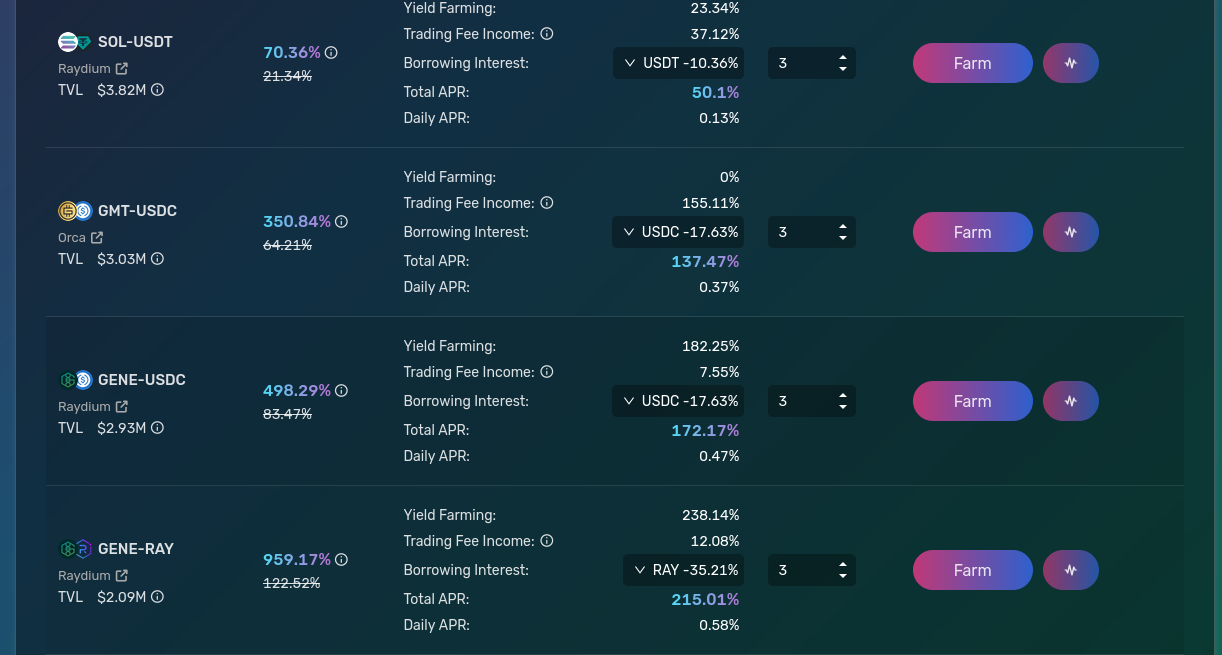 Yield Farming: 23.34%
SOL-USDT
Trading Fee Income: 37.12%
70.36%
Raydium
Borrowing Interest: USDT -10.36% 3 Farm
21.34%
TVL $3.82M
Total APR: 50.1%
Daily APR: 0.13%
Yield Farming: 0%
GMT-USDC
Trading Fee Income: 155.11%
350.84%
Orca
Borrowing Interest: USDC -17.63% 3 Farm
64.21%
TVL $3.03M
Total APR: 137.47%
Daily APR: 0.37%
Yield Farming: 182.25%
GENE-USDC
Trading Fee Income: 7.55%
498.29%
Raydium
Borrowing Interest: USDC -17.63% 3 Farm
83.47%
TVL $2.93M
Total APR: 172.17%
Daily APR: 0.47%
Yield Farming: 238.14%
GENE-RAY
Trading Fee Income: 12.08%
959.17%
Raydium
Borrowing Interest: RAY -35.21% 3 Farm
122.52%
TVL $2.09M
Total APR: 215.01%
Daily APR: 0.58%